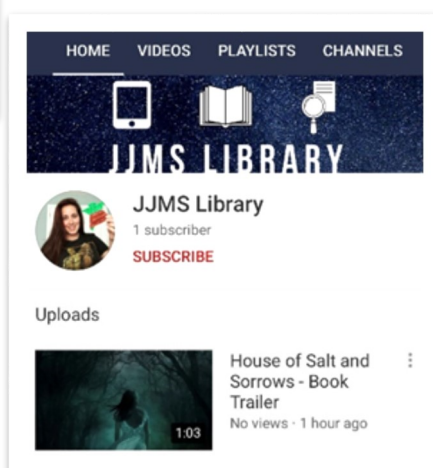 HOME VIDEOS PLAYLISTS CHANNELS
JJMS LIBRARY
JJMS Library
1 subscriber
SUBSCRIBE
Uploads
House of Salt and
Sorrows - Book
Trailer
1:03
No views · 1 hour ago